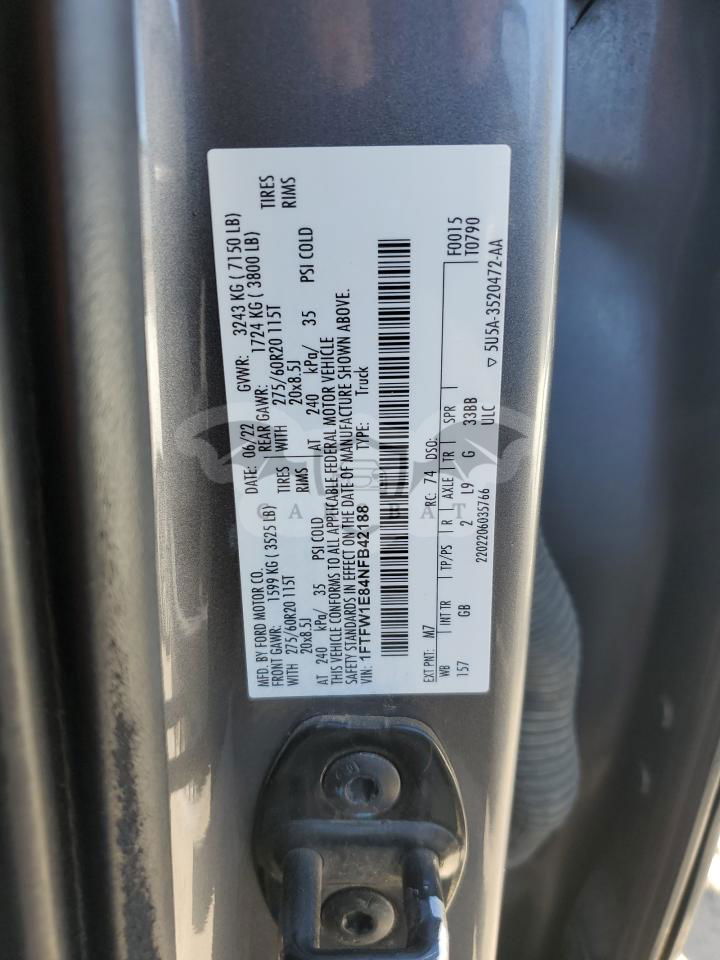 MFD. BY FORD MOTOR CO.
DATE: 06/22 GVWR: 3243 KG ( 7150 LB)
FRONT GAWR: 1599 KG ( 3525 LB) REAR GAWR: 1724 KG ( 3800 LB)
WITH 275/60R20 115T TIRES WITH 275/60R20 115T TIRES
20x8.5J RIMS 20x8.5J RIMS
AT 240 kPa/ 35 PSI COLD AT 240 kPa/ 35 PSI COLD
THIS VEHICLE CONFORMS TO ALL APPLICABLE FEDERAL MOTOR VEHICLE
SAFETY STANDARDS IN EFFECT ON THE DATE OF MANUFACTURE SHOWN ABOVE.
VIN: 1FTFW1E84NFB42188 TYPE: Truck
F0015
T0790
EXT PNT: M7 RC: 74 DSO:
WB INT TR TP/PS R AXLE TR SPR
157 GB 2 L9 G 33BB
2202206035766 ULC ▽ 5U5A-3520472-AA